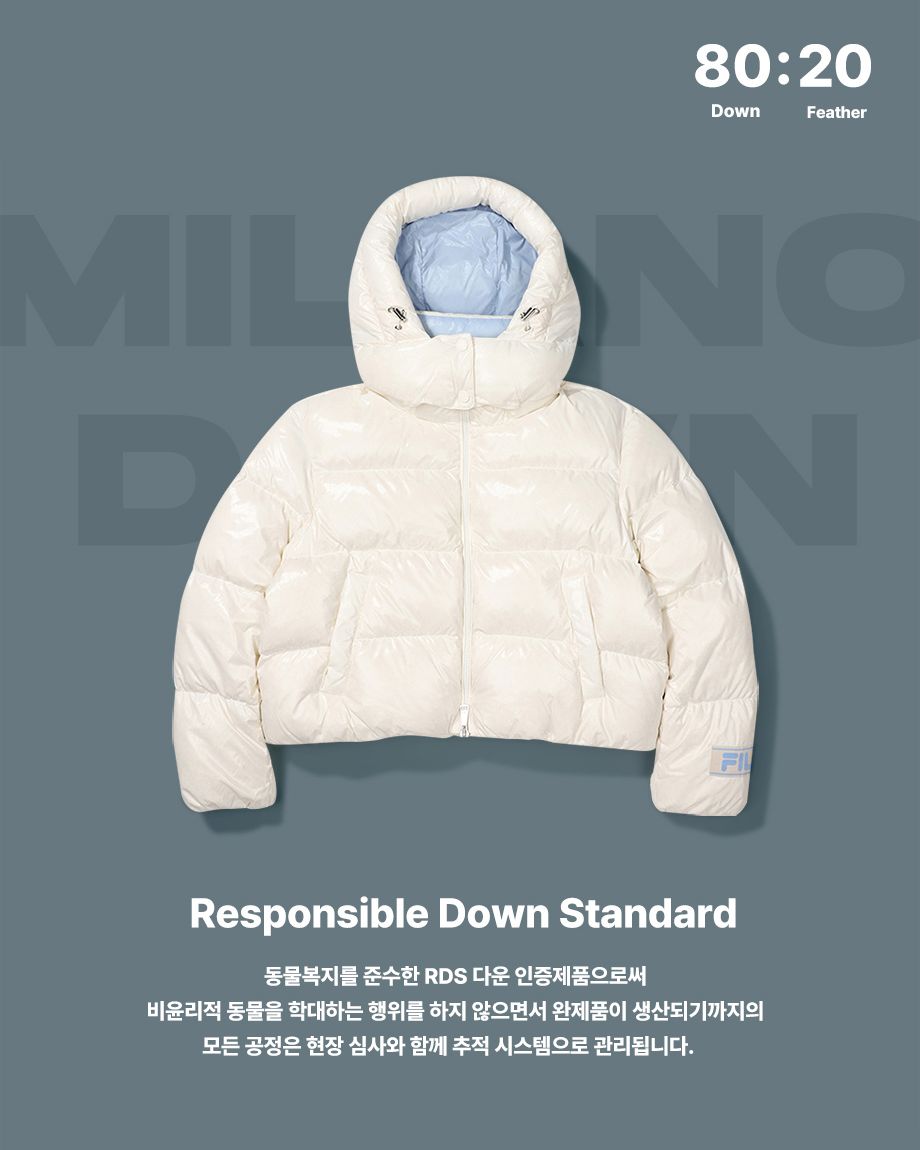 80:20
Down Feather
MILANO
DOWN
FIL
Responsible Down Standard
동물복지를 준수한 RDS 다운 인증제품으로써
비윤리적 동물을 학대하는 행위를 하지 않으면서 완제품이 생산되기까지의
모든 공정은 현장 심사와 함께 추적 시스템으로 관리됩니다.